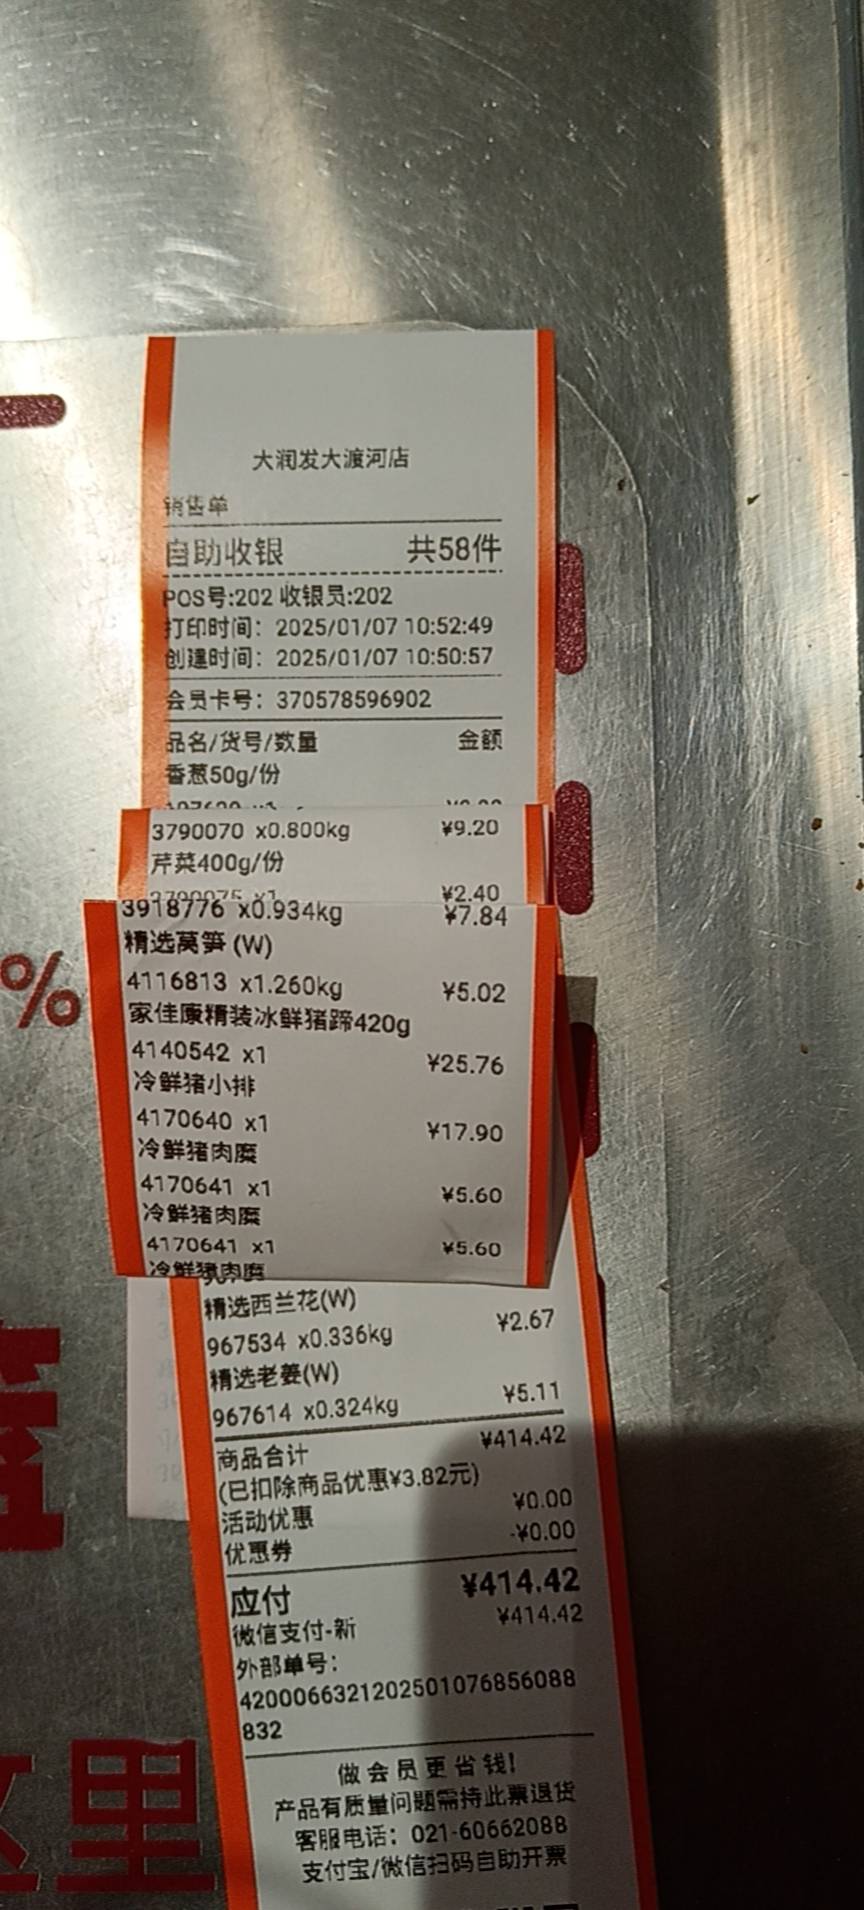 大润发大渡河店
销售单
自助收银 共58件
POS号:202 收银员:202
打印时间：2025/01/07 10:52:49
创建时间：2025/01/07 10:50:57
会员卡号：370578596902
品名/货号/数量 金额
香葱50g/份
3790070 x0.800kg ¥9.20
芹菜400g/份
3790075 x1 ¥2.40
3918776 x0.934kg ¥7.84
精选莴笋(W)
4116813 x1.260kg ¥5.02
家佳康精装冰鲜猪蹄420g
4140542 x1 ¥25.76
冷鲜猪小排
4170640 x1 ¥17.90
冷鲜猪肉糜
4170641 x1 ¥5.60
冷鲜猪肉糜
4170641 x1 ¥5.60
冷鲜猪肉糜
精选西兰花(W)
967534 x0.336kg ¥2.67
精选老姜(W)
967614 x0.324kg ¥5.11
商品合计 ¥414.42
(已扣除商品优惠¥3.82元)
活动优惠 ¥0.00
优惠券 -¥0.00
应付 ¥414.42
微信支付-新 ¥414.42
外部单号：
4200066321202501076856088
832
做会员更省钱!
产品有质量问题需持此票退货
客服电话：021-60662088
支付宝/微信扫码自助开票
%
里